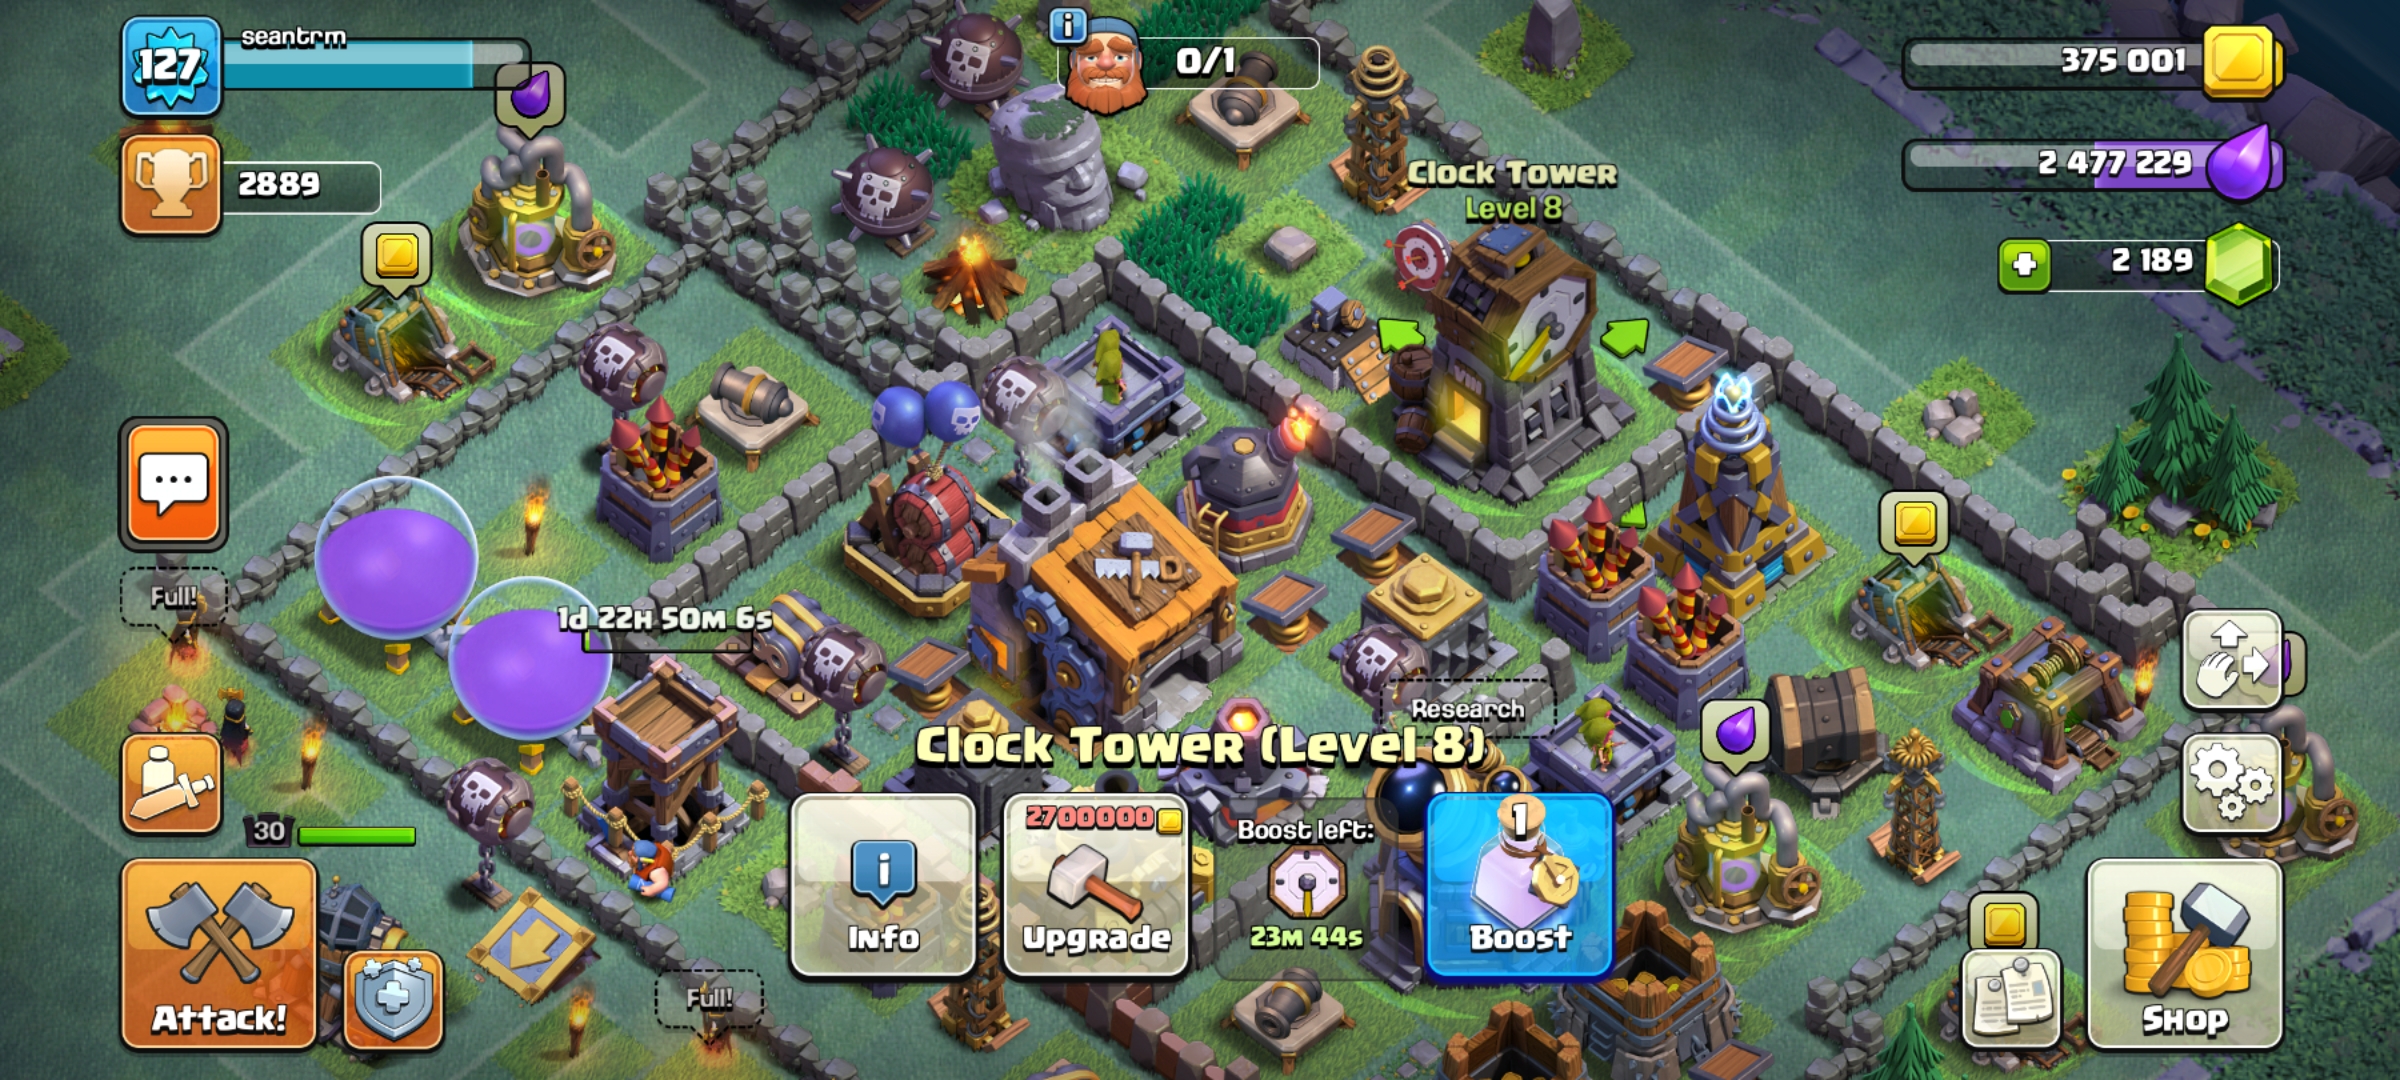 127
seantrm
0/1
375 001
2889
2 477 229
Clock Tower
Level 8
2 189
Full!
1d 22H 50M 6s
Research
Clock Tower (Level 8)
30
2700000
Boost left:
1
Info
Upgrade
23M 44s
Boost
Full!
Attack!
Shop
VIII